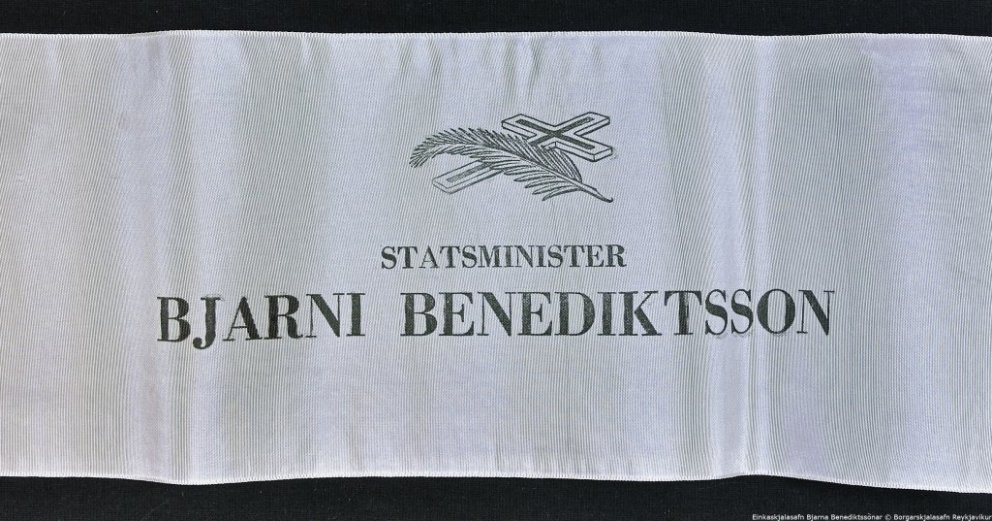 STATSMINISTER
BJARNI BENEDIKTSSON
Einkaskjalasafn Bjarna Benediktssonar © Borgarskjalasafn Reykjavíkur